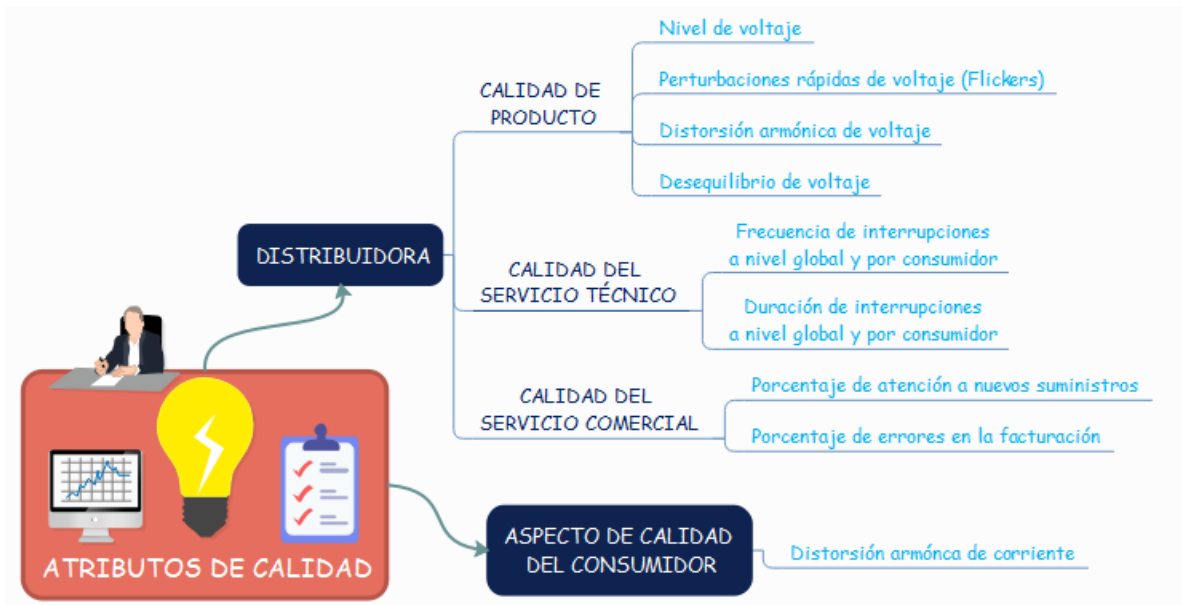 Nivel de voltaje
CALIDAD DE
PRODUCTO
Perturbaciones rápidas de voltaje (Flickers)
Distorsión armónica de voltaje
Desequilibrio de voltaje
DISTRIBUIDORA
CALIDAD DEL
SERVICIO TÉCNICO
Frecuencia de interrupciones
a nivel global y por consumidor
Duración de interrupciones
a nivel global y por consumidor
CALIDAD DEL
SERVICIO COMERCIAL
Porcentaje de atención a nuevos suministros
Porcentaje de errores en la facturación
ATRIBUTOS DE CALIDAD
ASPECTO DE CALIDAD
DEL CONSUMIDOR
Distorsión armónca de corriente